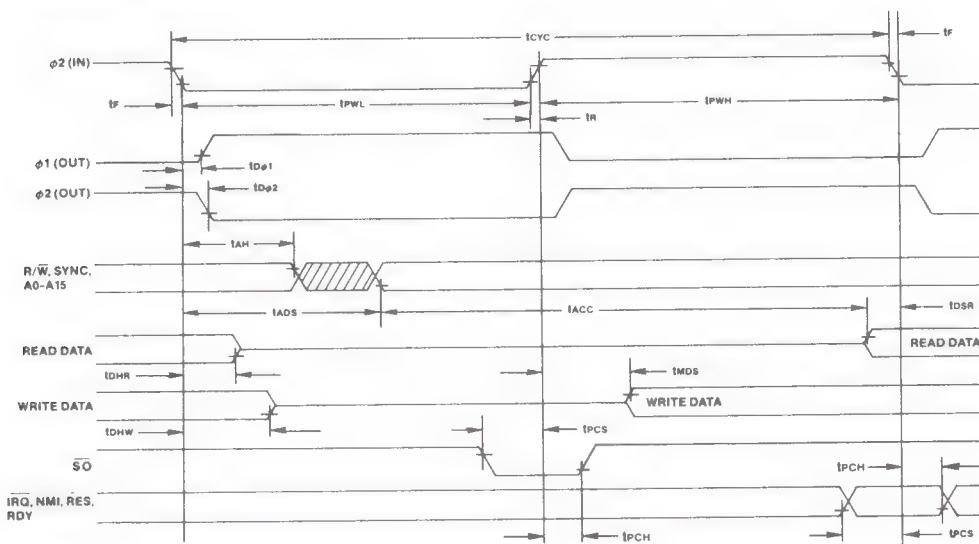 tCYC
tF
φ2 (IN)
tF
tPWL
tPWH
tR
φ1 (OUT)
tDφ1
tDφ2
φ2 (OUT)
tAH
R/W̅, SYNC,
A0-A15
tADS
tACC
tDSR
READ DATA
READ DATA
tDHR
tMDS
WRITE DATA
WRITE DATA
tDHW
tPCS
S̅O̅
tPCH
I̅R̅Q̅, NMI, RES,
RDY
tPCH
tPCS